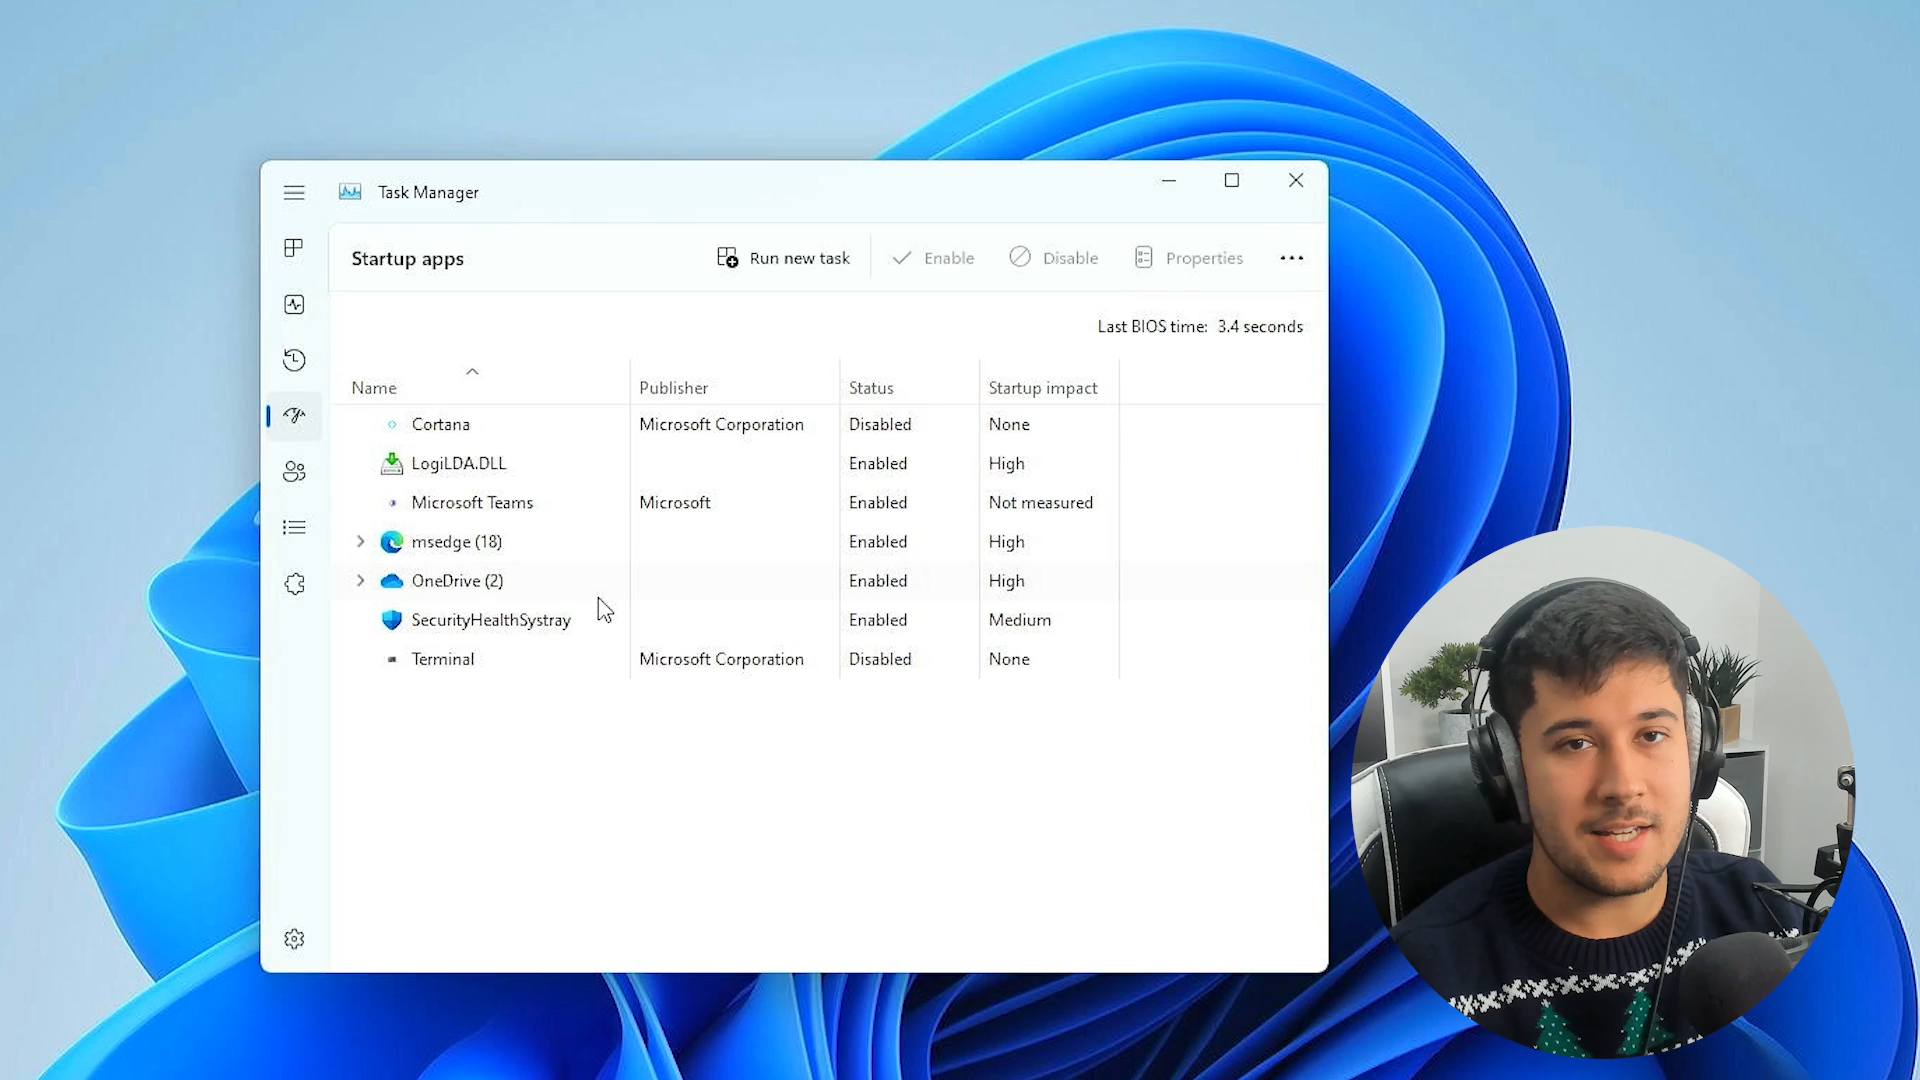 Task Manager
Startup apps
Run new task
Enable
Disable
Properties
Last BIOS time: 3.4 seconds
Name Publisher Status Startup impact
Cortana Microsoft Corporation Disabled None
LogiLDA.DLL Enabled High
Microsoft Teams Microsoft Enabled Not measured
msedge (18) Enabled High
OneDrive (2) Enabled High
SecurityHealthSystray Enabled Medium
Terminal Microsoft Corporation Disabled None